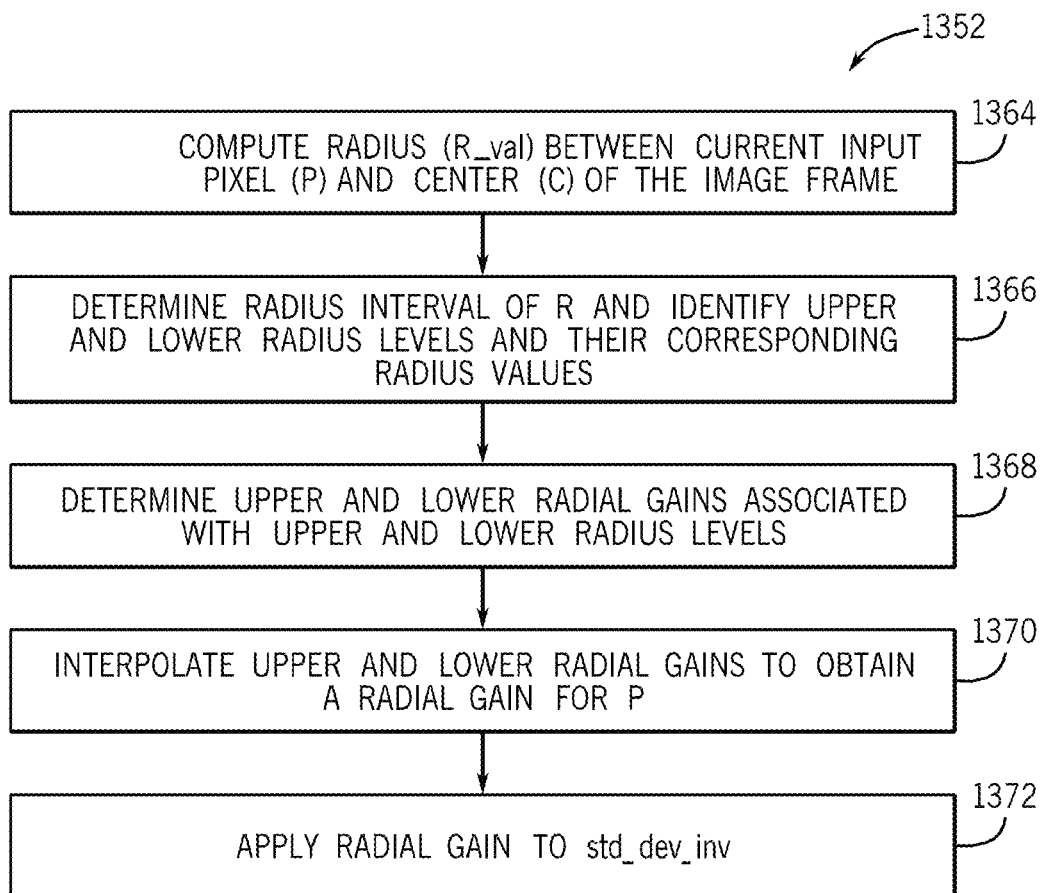 1352
1364
COMPUTE RADIUS (R_val) BETWEEN CURRENT INPUT
PIXEL (P) AND CENTER (C) OF THE IMAGE FRAME
1366
DETERMINE RADIUS INTERVAL OF R AND IDENTIFY UPPER
AND LOWER RADIUS LEVELS AND THEIR CORRESPONDING
RADIUS VALUES
1368
DETERMINE UPPER AND LOWER RADIAL GAINS ASSOCIATED
WITH UPPER AND LOWER RADIUS LEVELS
1370
INTERPOLATE UPPER AND LOWER RADIAL GAINS TO OBTAIN
A RADIAL GAIN FOR P
1372
APPLY RADIAL GAIN TO std_dev_inv